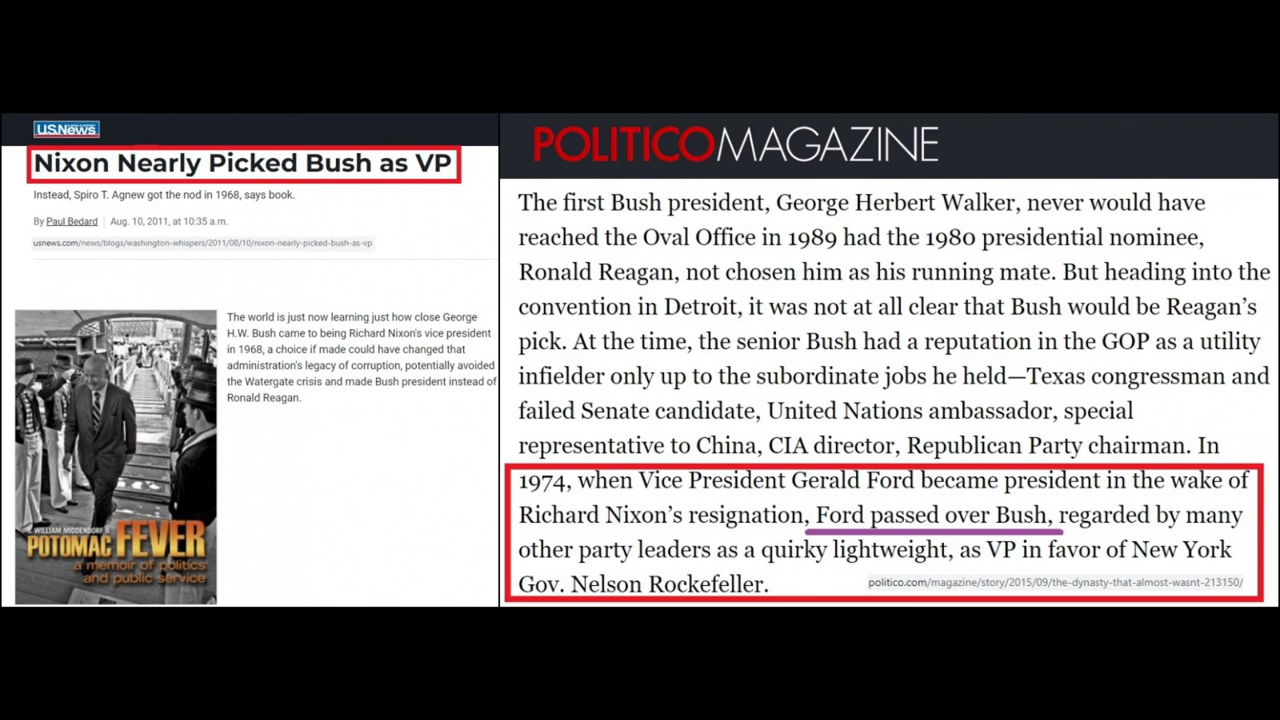 U.S.News
Nixon Nearly Picked Bush as VP
Instead, Spiro T. Agnew got the nod in 1968, says book.
By Paul Bedard | Aug. 10, 2011, at 10:35 a.m.
usnews.com/news/blogs/washington-whispers/2011/08/10/nixon-nearly-picked-bush-as-vp
J. WILLIAM MIDDENDORF II
POTOMAC FEVER
a memoir of politics
and public service
The world is just now learning just how close George
H.W. Bush came to being Richard Nixon's vice president
in 1968, a choice if made could have changed that
administration's legacy of corruption, potentially avoided
the Watergate crisis and made Bush president instead of
Ronald Reagan.
POLITICOMAGAZINE
The first Bush president, George Herbert Walker, never would have
reached the Oval Office in 1989 had the 1980 presidential nominee,
Ronald Reagan, not chosen him as his running mate. But heading into the
convention in Detroit, it was not at all clear that Bush would be Reagan's
pick. At the time, the senior Bush had a reputation in the GOP as a utility
infielder only up to the subordinate jobs he held—Texas congressman and
failed Senate candidate, United Nations ambassador, special
representative to China, CIA director, Republican Party chairman. In
1974, when Vice President Gerald Ford became president in the wake of
Richard Nixon's resignation, Ford passed over Bush, regarded by many
other party leaders as a quirky lightweight, as VP in favor of New York
Gov. Nelson Rockefeller.
politico.com/magazine/story/2015/09/the-dynasty-that-almost-wasnt-213150/